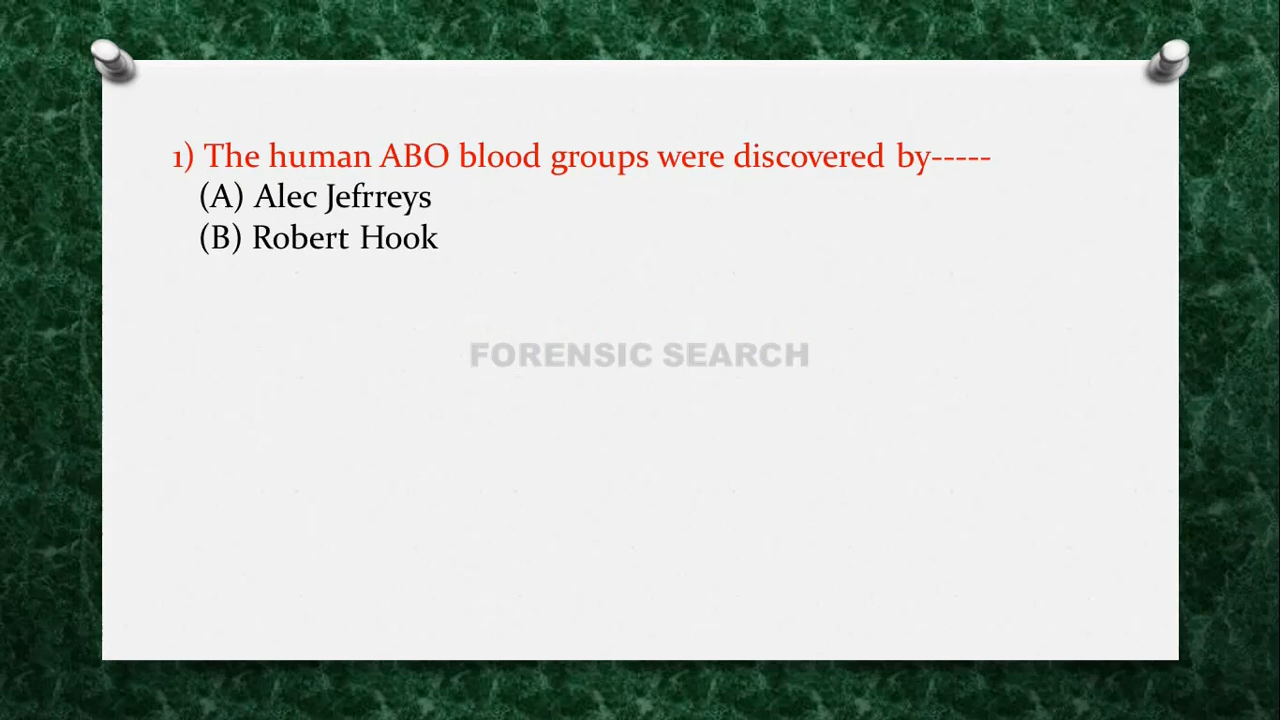 1) The human ABO blood groups were discovered by-----
(A) Alec Jefrreys
(B) Robert Hook
FORENSIC SEARCH